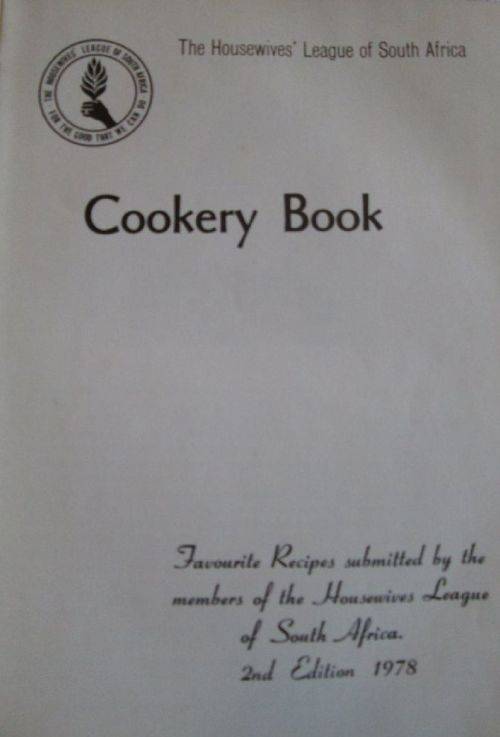 THE HOUSEWIVES' LEAGUE OF SOUTH AFRICA
FOR THE GOOD THAT WE CAN DO
The Housewives' League of South Africa
Cookery Book
Favourite Recipes submitted by the
members of the Housewives League
of South Africa.
2nd Edition 1978